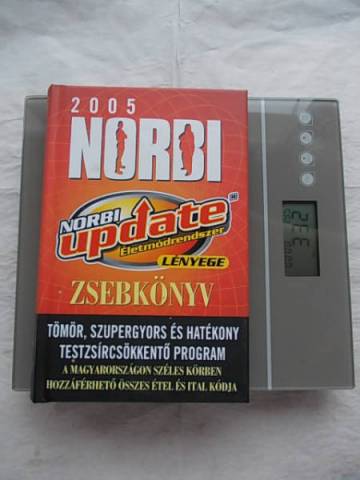 2005
NORBI
NORBI
update®
Életmódrendszer
LÉNYEGE
ZSEBKÖNYV
TÖMÖR, SZUPERGYORS ÉS HATÉKONY
TESTZSÍRCSÖKKENTŐ PROGRAM
A MAGYARORSZÁGON SZÉLES KÖRBEN
HOZZÁFÉRHETŐ ÖSSZES ÉTEL ÉS ITAL KÓDJA